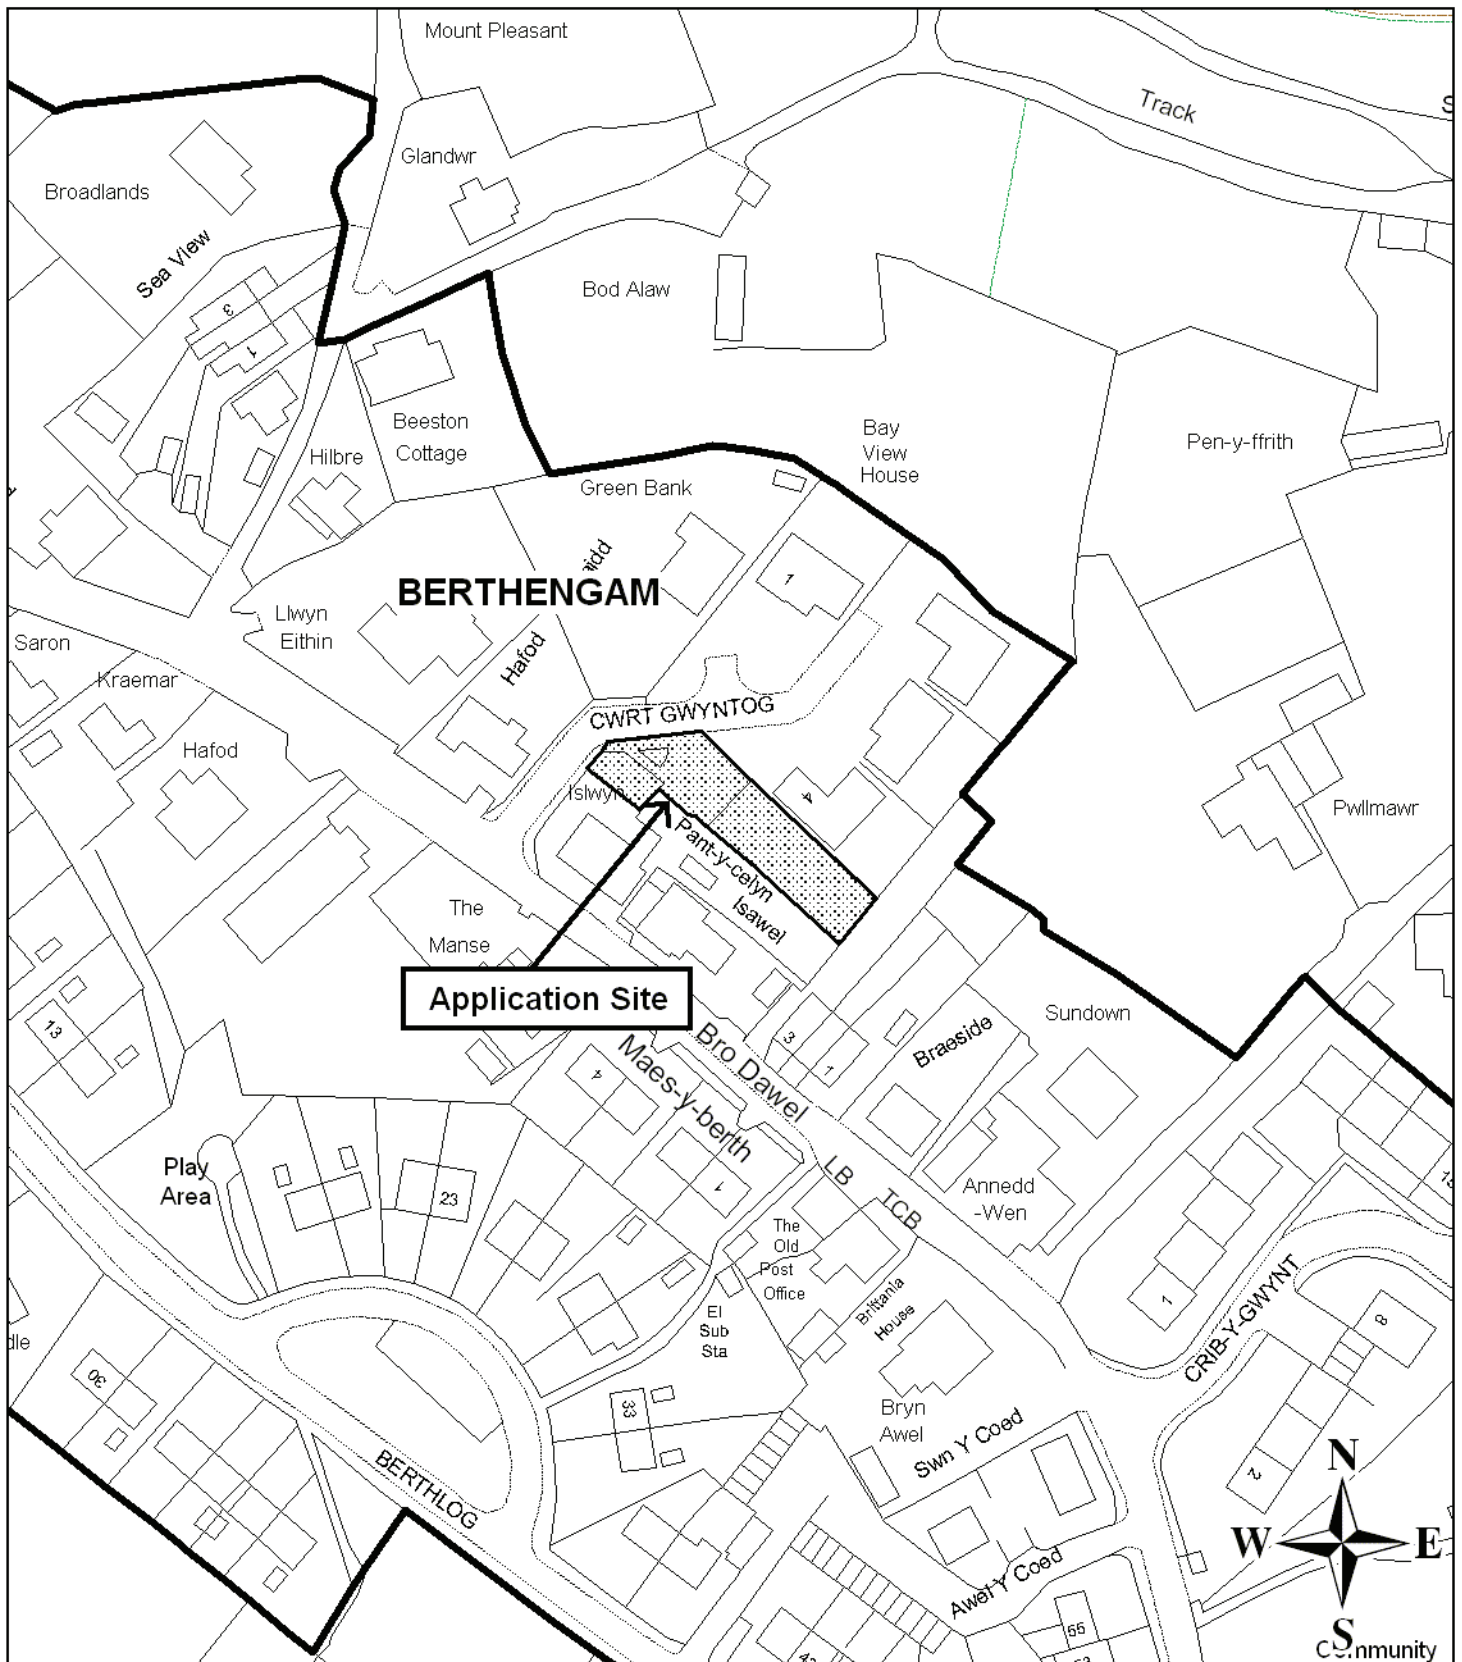 Mount Pleasant
Track
Glandwr
Broadlands
Sea View
3
1
Bod Alaw
Beeston
Cottage
Hilbre
Bay
View
House
Pen-y-ffrith
Green Bank
1
BERTHENGAM
Llwyn
Eithin
Hafod
Saron
Kraemar
CWRT GWYNTOG
Hafod
Islwyn
4
Pwllmawr
Pant-y-celyn
Isawel
The
Manse
Application Site
13
Sundown
Braeside
3
1
Bro Dawel
Maes-y-berth
4
1
Play
Area
23
LB
TCB
Annedd
-Wen
The
Old
Post
Office
Brittania
House
El
Sub
Sta
1
CRIB-Y-GWYNT
8
30
33
Bryn
Awel
Swn Y Coed
2
BERTHLOG
N
W
E
S
Awel Y Coed
65